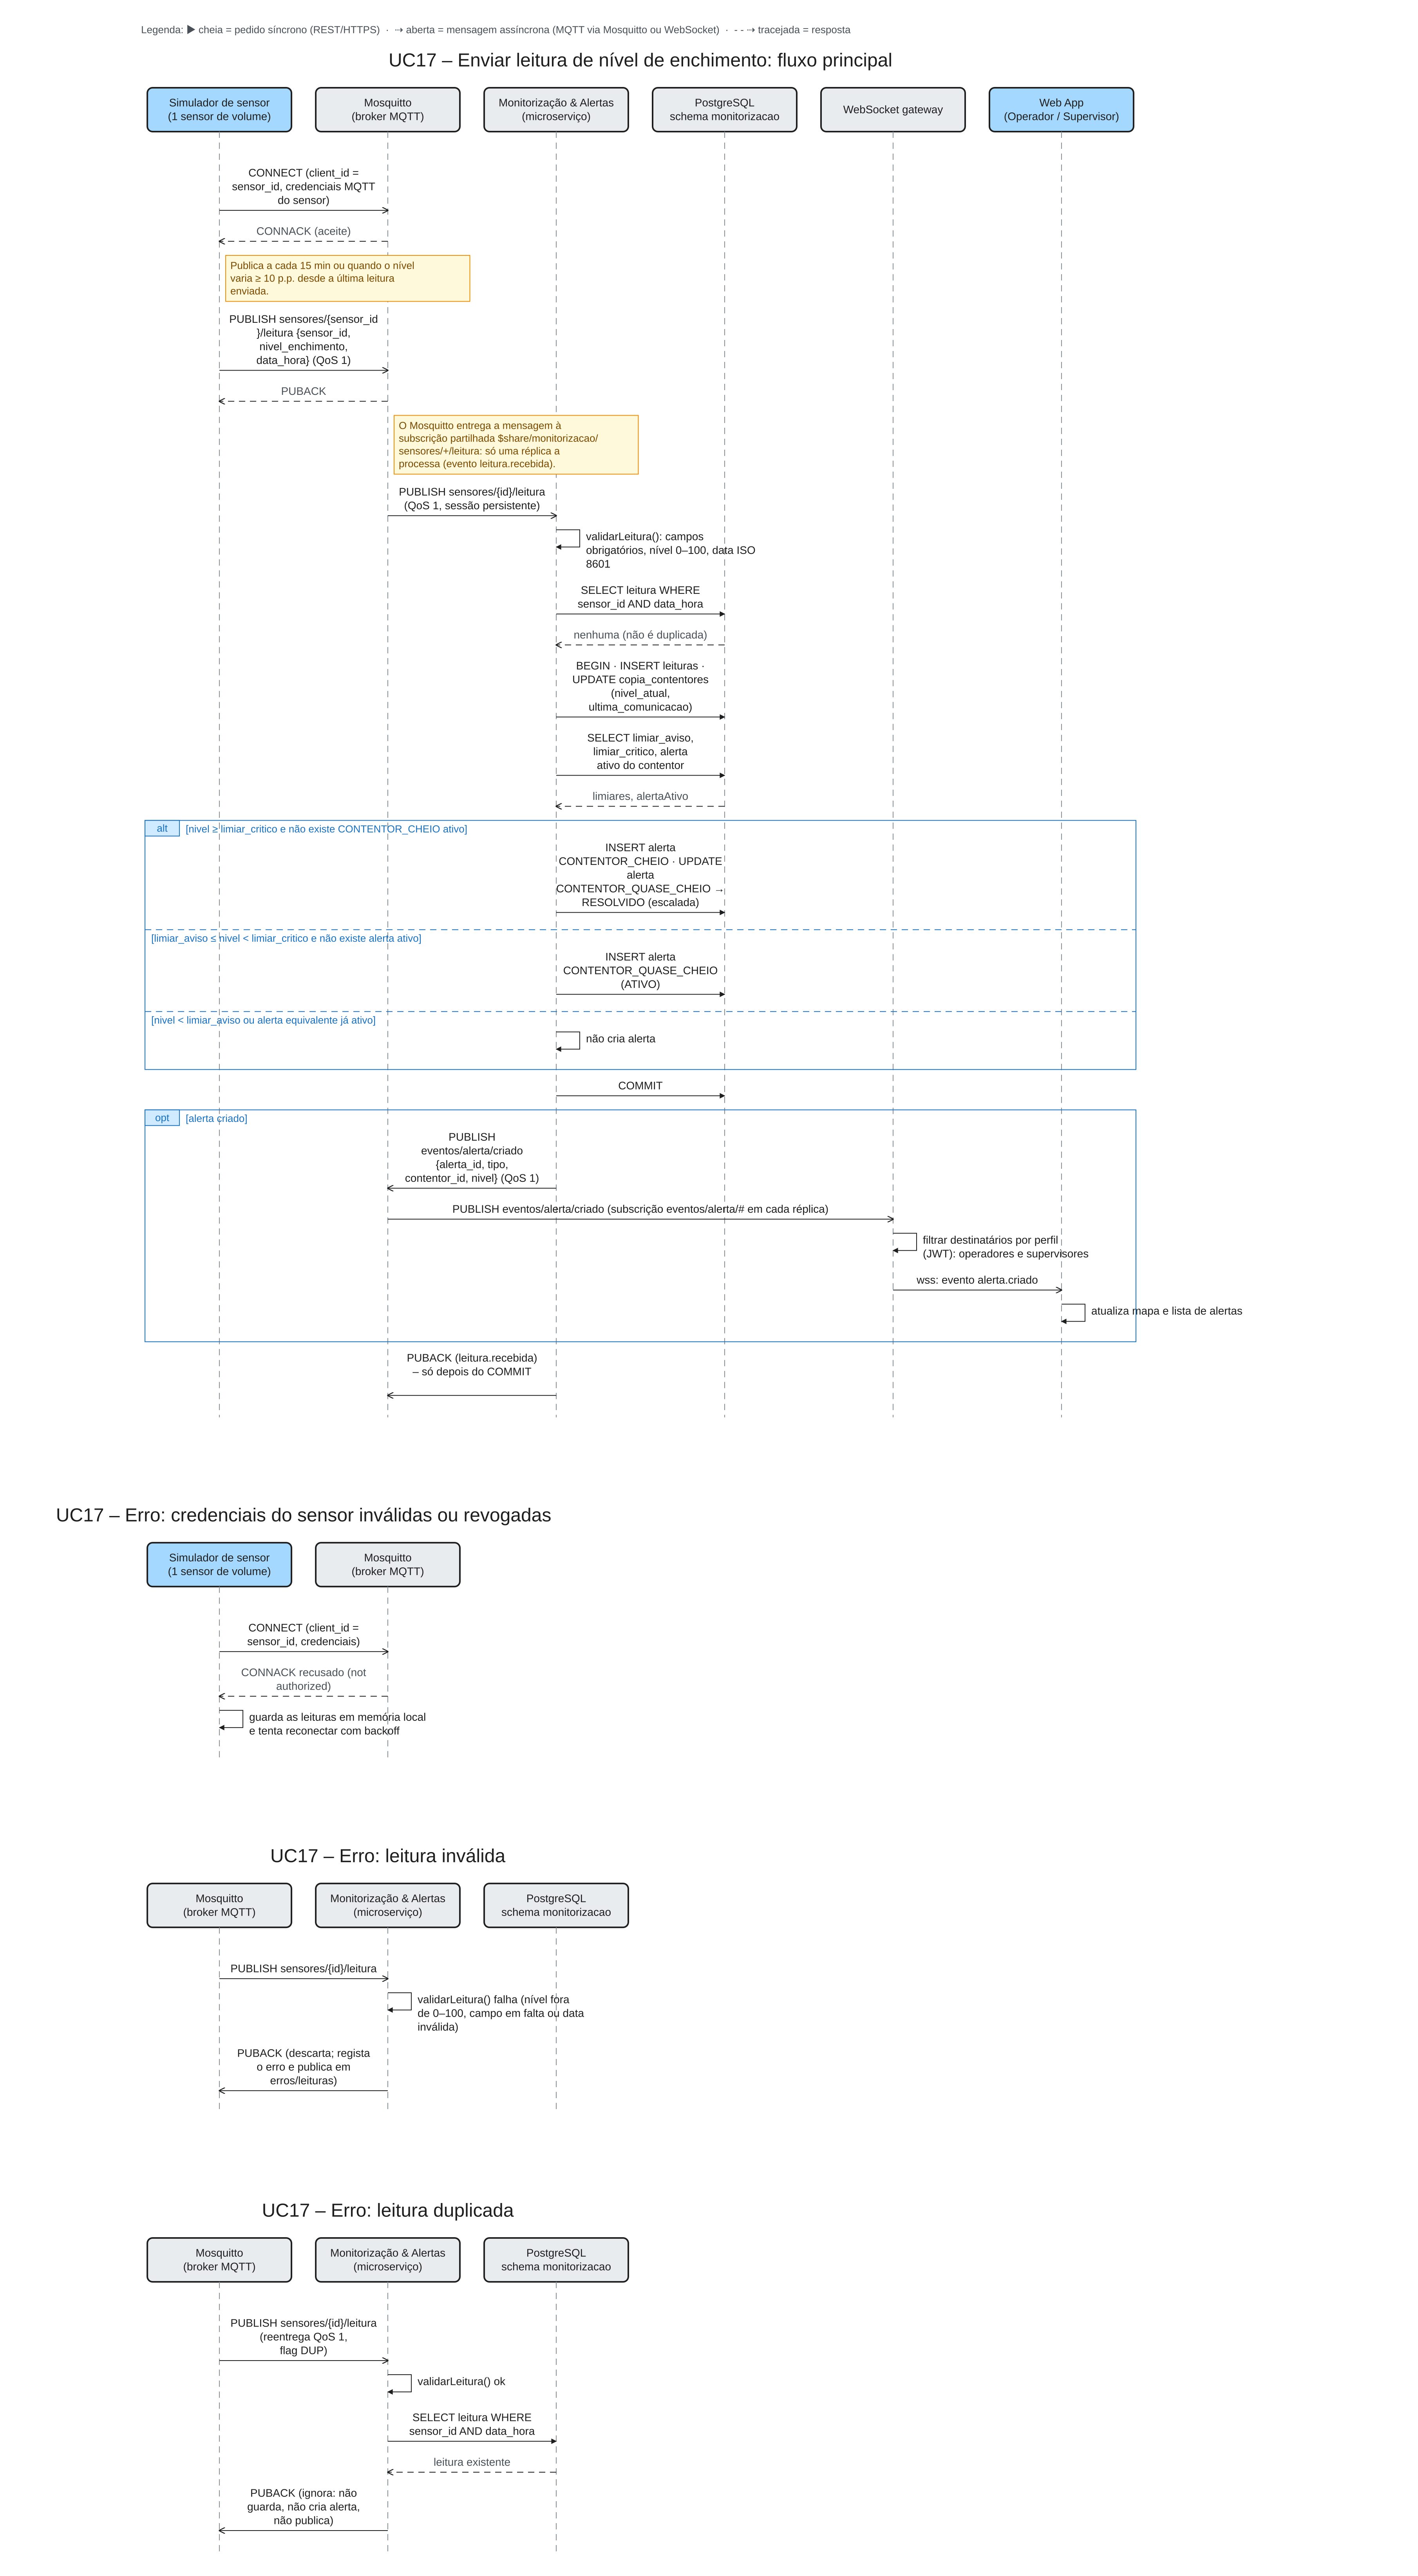 Legenda: ▶ cheia = pedido síncrono (REST/HTTPS) · ⇢ aberta = mensagem assíncrona (MQTT via Mosquitto ou WebSocket) · - - ⇢ tracejada = resposta
UC17 – Enviar leitura de nível de enchimento: fluxo principal
Simulador de sensor
(1 sensor de volume)
Mosquitto
(broker MQTT)
Monitorização & Alertas
(microserviço)
PostgreSQL
schema monitorizacao
WebSocket gateway
Web App
(Operador / Supervisor)
CONNECT (client_id =
sensor_id, credenciais MQTT
do sensor)
CONNACK (aceite)
Publica a cada 15 min ou quando o nível
varia ≥ 10 p.p. desde a última leitura
enviada.
PUBLISH sensores/{sensor_id
}/leitura {sensor_id,
nivel_enchimento,
data_hora} (QoS 1)
PUBACK
O Mosquitto entrega a mensagem à
subscrição partilhada $share/monitorizacao/
sensores/+/leitura: só uma réplica a
processa (evento leitura.recebida).
PUBLISH sensores/{id}/leitura
(QoS 1, sessão persistente)
validarLeitura(): campos
obrigatórios, nível 0–100, data ISO
8601
SELECT leitura WHERE
sensor_id AND data_hora
nenhuma (não é duplicada)
BEGIN · INSERT leituras ·
UPDATE copia_contentores
(nivel_atual,
ultima_comunicacao)
SELECT limiar_aviso,
limiar_critico, alerta
ativo do contentor
limiares, alertaAtivo
alt
[nivel ≥ limiar_critico e não existe CONTENTOR_CHEIO ativo]
INSERT alerta
CONTENTOR_CHEIO · UPDATE
alerta
CONTENTOR_QUASE_CHEIO →
RESOLVIDO (escalada)
[limiar_aviso ≤ nivel < limiar_critico e não existe alerta ativo]
INSERT alerta
CONTENTOR_QUASE_CHEIO
(ATIVO)
[nivel < limiar_aviso ou alerta equivalente já ativo]
não cria alerta
COMMIT
opt
[alerta criado]
PUBLISH
eventos/alerta/criado
{alerta_id, tipo,
contentor_id, nivel} (QoS 1)
PUBLISH eventos/alerta/criado (subscrição eventos/alerta/# em cada réplica)
filtrar destinatários por perfil
(JWT): operadores e supervisores
wss: evento alerta.criado
atualiza mapa e lista de alertas
PUBACK (leitura.recebida)
– só depois do COMMIT
UC17 – Erro: credenciais do sensor inválidas ou revogadas
Simulador de sensor
(1 sensor de volume)
Mosquitto
(broker MQTT)
CONNECT (client_id =
sensor_id, credenciais)
CONNACK recusado (not
authorized)
guarda as leituras em memória local
e tenta reconectar com backoff
UC17 – Erro: leitura inválida
Mosquitto
(broker MQTT)
Monitorização & Alertas
(microserviço)
PostgreSQL
schema monitorizacao
PUBLISH sensores/{id}/leitura
validarLeitura() falha (nível fora
de 0–100, campo em falta ou data
inválida)
PUBACK (descarta; regista
o erro e publica em
erros/leituras)
UC17 – Erro: leitura duplicada
Mosquitto
(broker MQTT)
Monitorização & Alertas
(microserviço)
PostgreSQL
schema monitorizacao
PUBLISH sensores/{id}/leitura
(reentrega QoS 1,
flag DUP)
validarLeitura() ok
SELECT leitura WHERE
sensor_id AND data_hora
leitura existente
PUBACK (ignora: não
guarda, não cria alerta,
não publica)